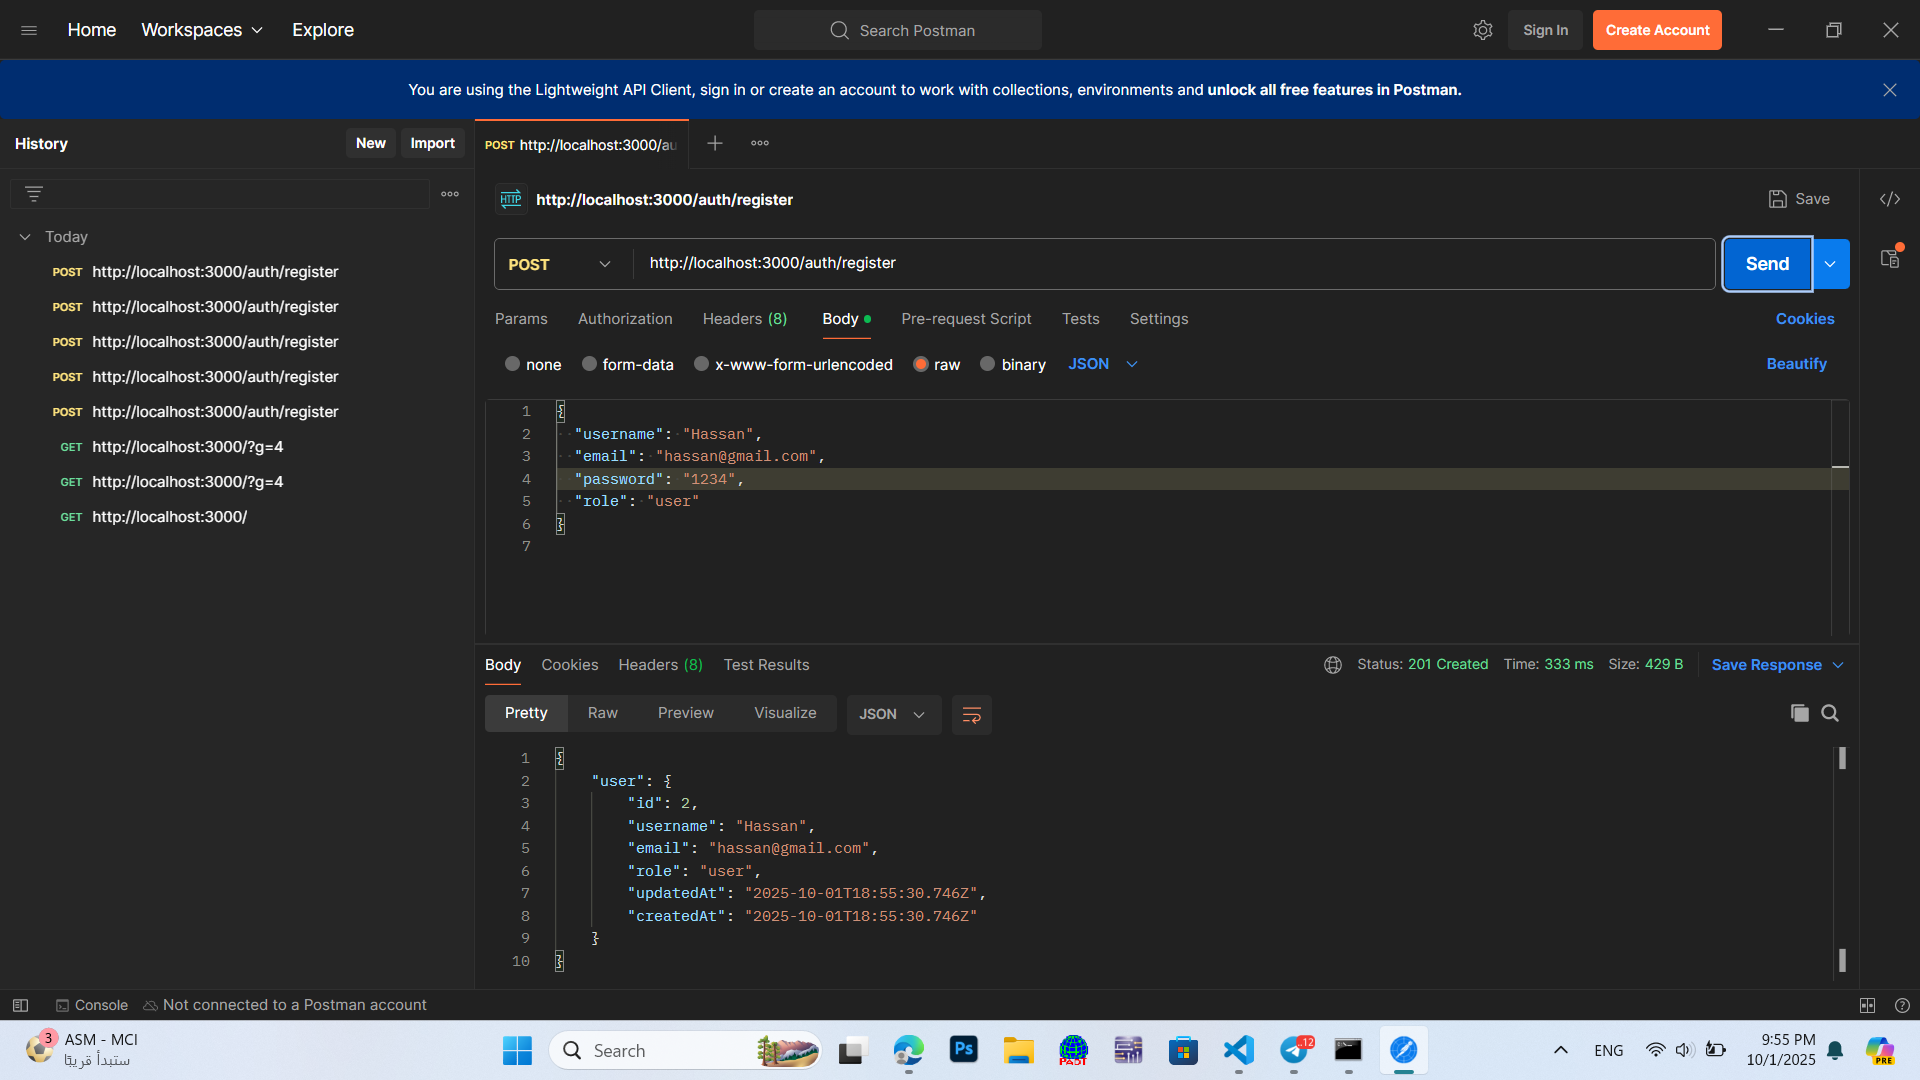 Home Workspaces Explore Search Postman Sign In Create Account
You are using the Lightweight API Client, sign in or create an account to work with collections, environments and unlock all free features in Postman.
History New Import
POST http://localhost:3000/au
http://localhost:3000/auth/register Save
Today
POST http://localhost:3000/auth/register
POST http://localhost:3000/auth/register
POST http://localhost:3000/auth/register
POST http://localhost:3000/auth/register
POST http://localhost:3000/auth/register
GET http://localhost:3000/?g=4
GET http://localhost:3000/?g=4
GET http://localhost:3000/
POST http://localhost:3000/auth/register Send
Params Authorization Headers (8) Body Pre-request Script Tests Settings Cookies
none form-data x-www-form-urlencoded raw binary JSON Beautify
1 {
2 "username": "Hassan",
3 "email": "hassan@gmail.com",
4 "password": "1234",
5 "role": "user"
6 }
7
Body Cookies Headers (8) Test Results Status: 201 Created Time: 333 ms Size: 429 B Save Response
Pretty Raw Preview Visualize JSON
1 {
2 "user": {
3 "id": 2,
4 "username": "Hassan",
5 "email": "hassan@gmail.com",
6 "role": "user",
7 "updatedAt": "2025-10-01T18:55:30.746Z",
8 "createdAt": "2025-10-01T18:55:30.746Z"
9 }
10 }
Console Not connected to a Postman account
3 ASM - MCI
ستبدأ قريبًا
Search
Ps
PADT
12
ENG
9:55 PM
10/1/2025
PRE